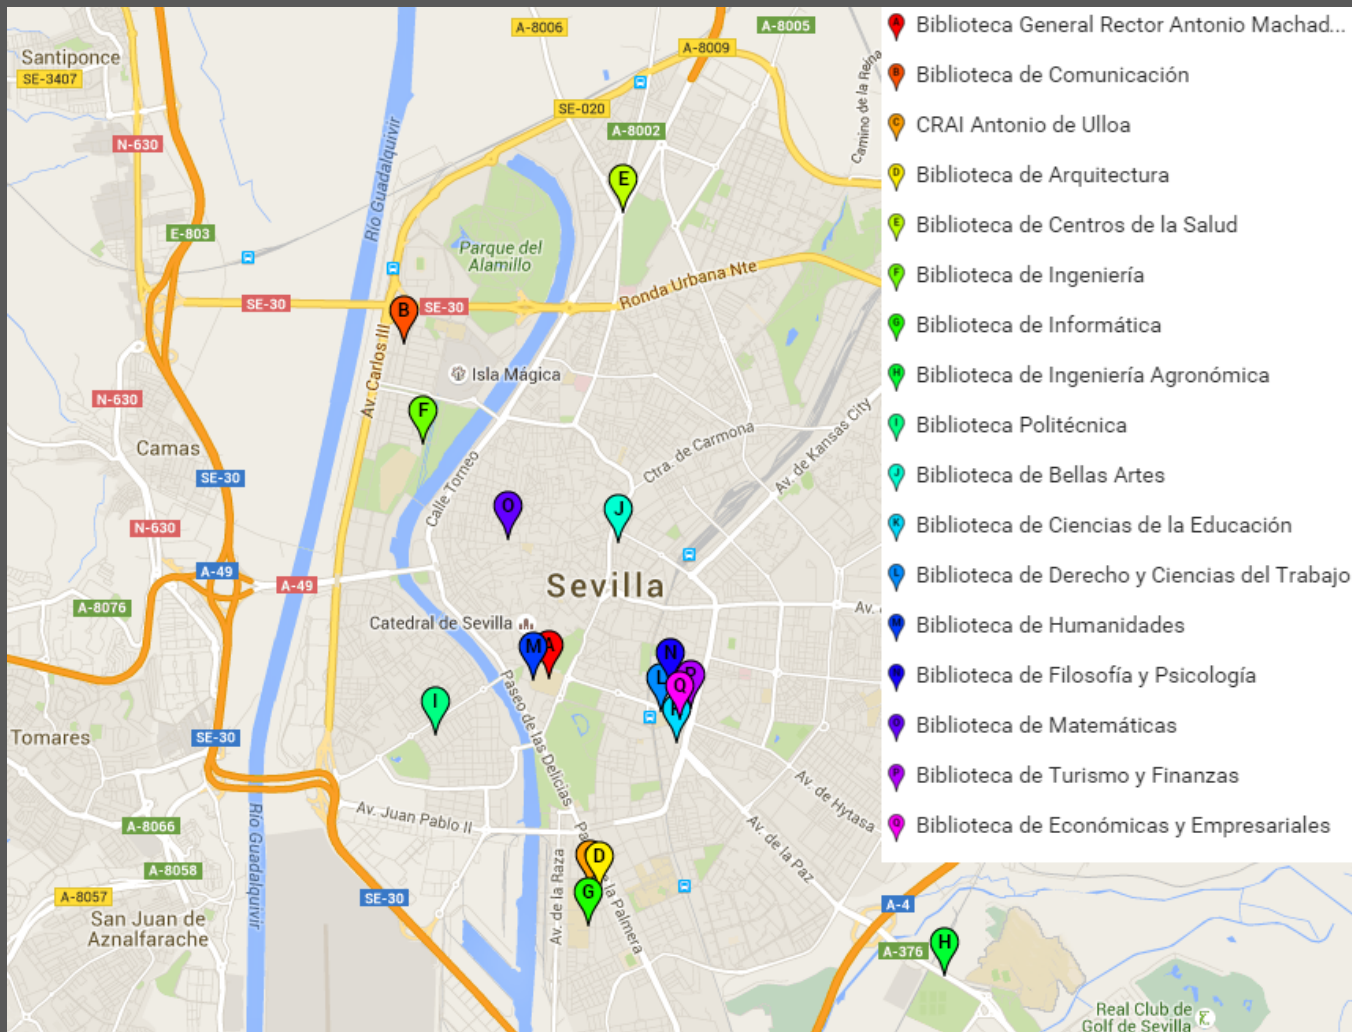 Santiponce
SE-3407
N-630
E-803
A-8006
A-8005
A-8009
SE-020
A-8002
Camino de la Reina
Río Guadalquivir
Parque del
Alamillo
E
SE-30
SE-30
Ronda Urbana Nte
B
Av. Carlos III
Isla Mágica
N-630
F
Camas
Ctra. de Carmona
Av. de Kansas City
SE-30
Calle Torneo
O
J
N-630
A-49
A-49
Sevilla
A-8076
Av.
Catedral de Sevilla
M
A
N
L
P
Q
K
I
Paseo de las Delicias
Tomares
SE-30
Av. de Hytasa
Av. Juan Pablo II
Av. de la Paz
Río Guadalquivir
A-8066
A-8058
D
G
Av. de la Raza
Paseo de la Palmera
A-8057
SE-30
San Juan de
Aznalfarache
A-4
A-376
H
Real Club de
Golf de Sevilla
A Biblioteca General Rector Antonio Machad...
B Biblioteca de Comunicación
C CRAI Antonio de Ulloa
D Biblioteca de Arquitectura
E Biblioteca de Centros de la Salud
F Biblioteca de Ingeniería
G Biblioteca de Informática
H Biblioteca de Ingeniería Agronómica
I Biblioteca Politécnica
J Biblioteca de Bellas Artes
K Biblioteca de Ciencias de la Educación
L Biblioteca de Derecho y Ciencias del Trabajo
M Biblioteca de Humanidades
N Biblioteca de Filosofía y Psicología
O Biblioteca de Matemáticas
P Biblioteca de Turismo y Finanzas
Q Biblioteca de Económicas y Empresariales